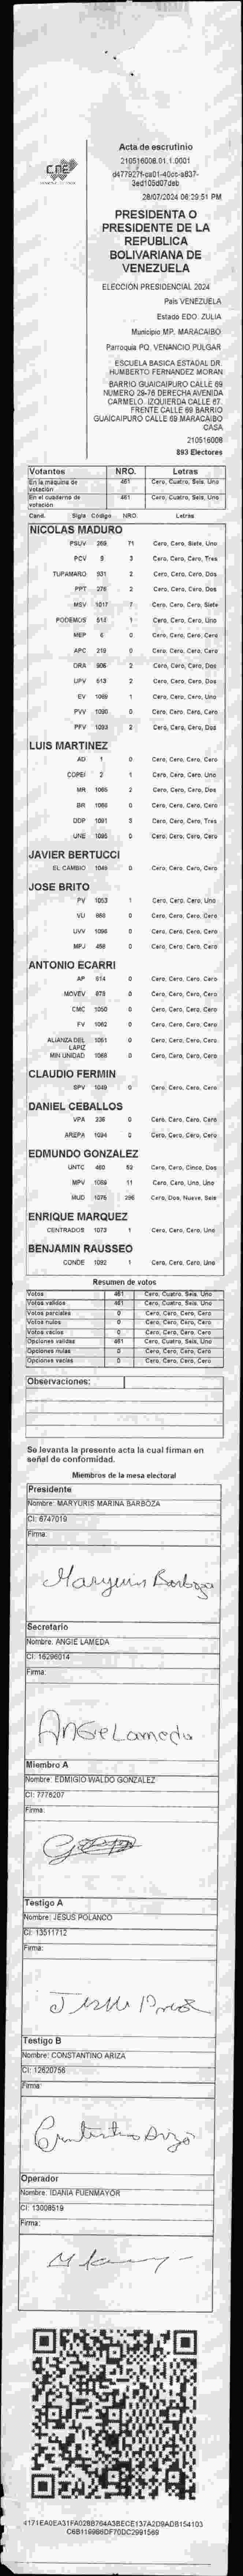 CNE
Acta de escrutinio
210516008.01.1.0001
28/07/2024 06:29:51 PM
PRESIDENTA O
PRESIDENTE DE LA
REPUBLICA
BOLIVARIANA DE
VENEZUELA
ELECCIÓN PRESIDENCIAL 2024
País VENEZUELA
Estado EDO. ZULIA
Municipio MP. MARACAIBO
Parroquia PQ. VENANCIO PULGAR
ESCUELA BASICA ESTADAL DR.
HUMBERTO FERNANDEZ MORAN
BARRIO GUAICAIPURO CALLE 69
NUMERO 29-76 DERECHA AVENIDA
CARMELO. IZQUIERDA CALLE 67.
FRENTE CALLE 69 BARRIO
GUAICAIPURO CALLE 69 MARACAIBO
CASA
210516008
893 Electores
Votantes NRO. Letras
En la máquina de votación 461 Cero, Cuatro, Seis, Uno
En el cuaderno de votación 461 Cero, Cuatro, Seis, Uno
Cand. Sigla Código NRO. Letras
NICOLAS MADURO
PSUV 269 71 Cero, Cero, Siete, Uno
PCV 9 3 Cero, Cero, Cero, Tres
TUPAMARO 931 2 Cero, Cero, Cero, Dos
PPT 276 2 Cero, Cero, Cero, Dos
MSV 1017 7 Cero, Cero, Cero, Siete
PODEMOS 514 1 Cero, Cero, Cero, Uno
MEP 6 0 Cero, Cero, Cero, Cero
APC 219 0 Cero, Cero, Cero, Cero
ORA 906 2 Cero, Cero, Cero, Dos
UPV 613 2 Cero, Cero, Cero, Dos
EV 1069 1 Cero, Cero, Cero, Uno
PVV 1090 0 Cero, Cero, Cero, Cero
PFV 1093 2 Cero, Cero, Cero, Dos
LUIS MARTINEZ
AD 1 0 Cero, Cero, Cero, Cero
COPEI 2 1 Cero, Cero, Cero, Uno
MR 1065 2 Cero, Cero, Cero, Dos
BR 1066 0 Cero, Cero, Cero, Cero
DDP 1091 3 Cero, Cero, Cero, Tres
UNE 1095 0 Cero, Cero, Cero, Cero
JAVIER BERTUCCI
EL CAMBIO 1046 0 Cero, Cero, Cero, Cero
JOSE BRITO
PV 1053 1 Cero, Cero, Cero, Uno
VU 868 0 Cero, Cero, Cero, Cero
UVV 1096 0 Cero, Cero, Cero, Cero
MPJ 458 0 Cero, Cero, Cero, Cero
ANTONIO ECARRI
AP 614 0 Cero, Cero, Cero, Cero
MOVEV 878 0 Cero, Cero, Cero, Cero
CMC 1050 0 Cero, Cero, Cero, Cero
FV 1062 0 Cero, Cero, Cero, Cero
ALIANZA DEL LAPIZ 1061 0 Cero, Cero, Cero, Cero
MIN UNIDAD 1068 0 Cero, Cero, Cero, Cero
CLAUDIO FERMIN
SPV 1049 0 Cero, Cero, Cero, Cero
DANIEL CEBALLOS
VPA 336 0 Cero, Cero, Cero, Cero
AREPA 1094 0 Cero, Cero, Cero, Cero
EDMUNDO GONZALEZ
UNTC 460 52 Cero, Cero, Cinco, Dos
MPV 1089 11 Cero, Cero, Uno, Uno
MUD 1075 296 Cero, Dos, Nueve, Seis
ENRIQUE MARQUEZ
CENTRADOS 1073 1 Cero, Cero, Cero, Uno
BENJAMIN RAUSSEO
CONDE 1092 1 Cero, Cero, Cero, Uno
Resumen de votos
Votos 461 Cero, Cuatro, Seis, Uno
Votos validos 461 Cero, Cuatro, Seis, Uno
Votos parciales 0 Cero, Cero, Cero, Cero
Votos nulos 0 Cero, Cero, Cero, Cero
Votos vacios 0 Cero, Cero, Cero, Cero
Opciones validas 461 Cero, Cuatro, Seis, Uno
Opciones nulas 0 Cero, Cero, Cero, Cero
Opciones vacias 0 Cero, Cero, Cero, Cero
Observaciones:
Se levanta la presente acta la cual firman en
señal de conformidad.
Miembros de la mesa electoral
Presidente
Nombre: MARYURIS MARINA BARBOZA
CI: 6747019
Firma:
Maryuris Barboza
Secretario
Nombre: ANGIE LAMEDA
CI: 16296014
Firma:
Angie Lameda
Miembro A
Nombre: EDMIGIO WALDO GONZALEZ
CI: 7778207
Firma:
Testigo A
Nombre: JESUS POLANCO
CI: 13511712
Firma:
Testigo B
Nombre: CONSTANTINO ARIZA
CI: 12620756
Firma:
Operador
Nombre: IDANIA FUENMAYOR
CI: 13008519
Firma: